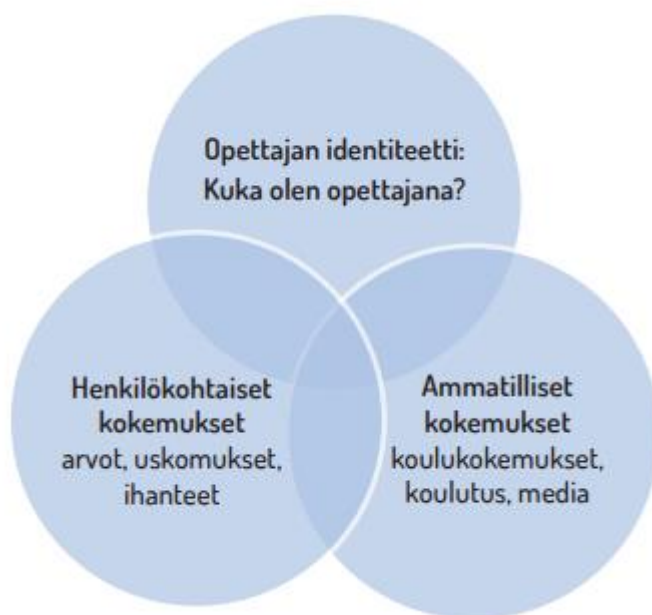 Opettajan identiteetti:
Kuka olen opettajana?
Henkilökohtaiset
kokemukset
arvot, uskomukset,
ihanteet
Ammatilliset
kokemukset
koulukokemukset,
koulutus, media